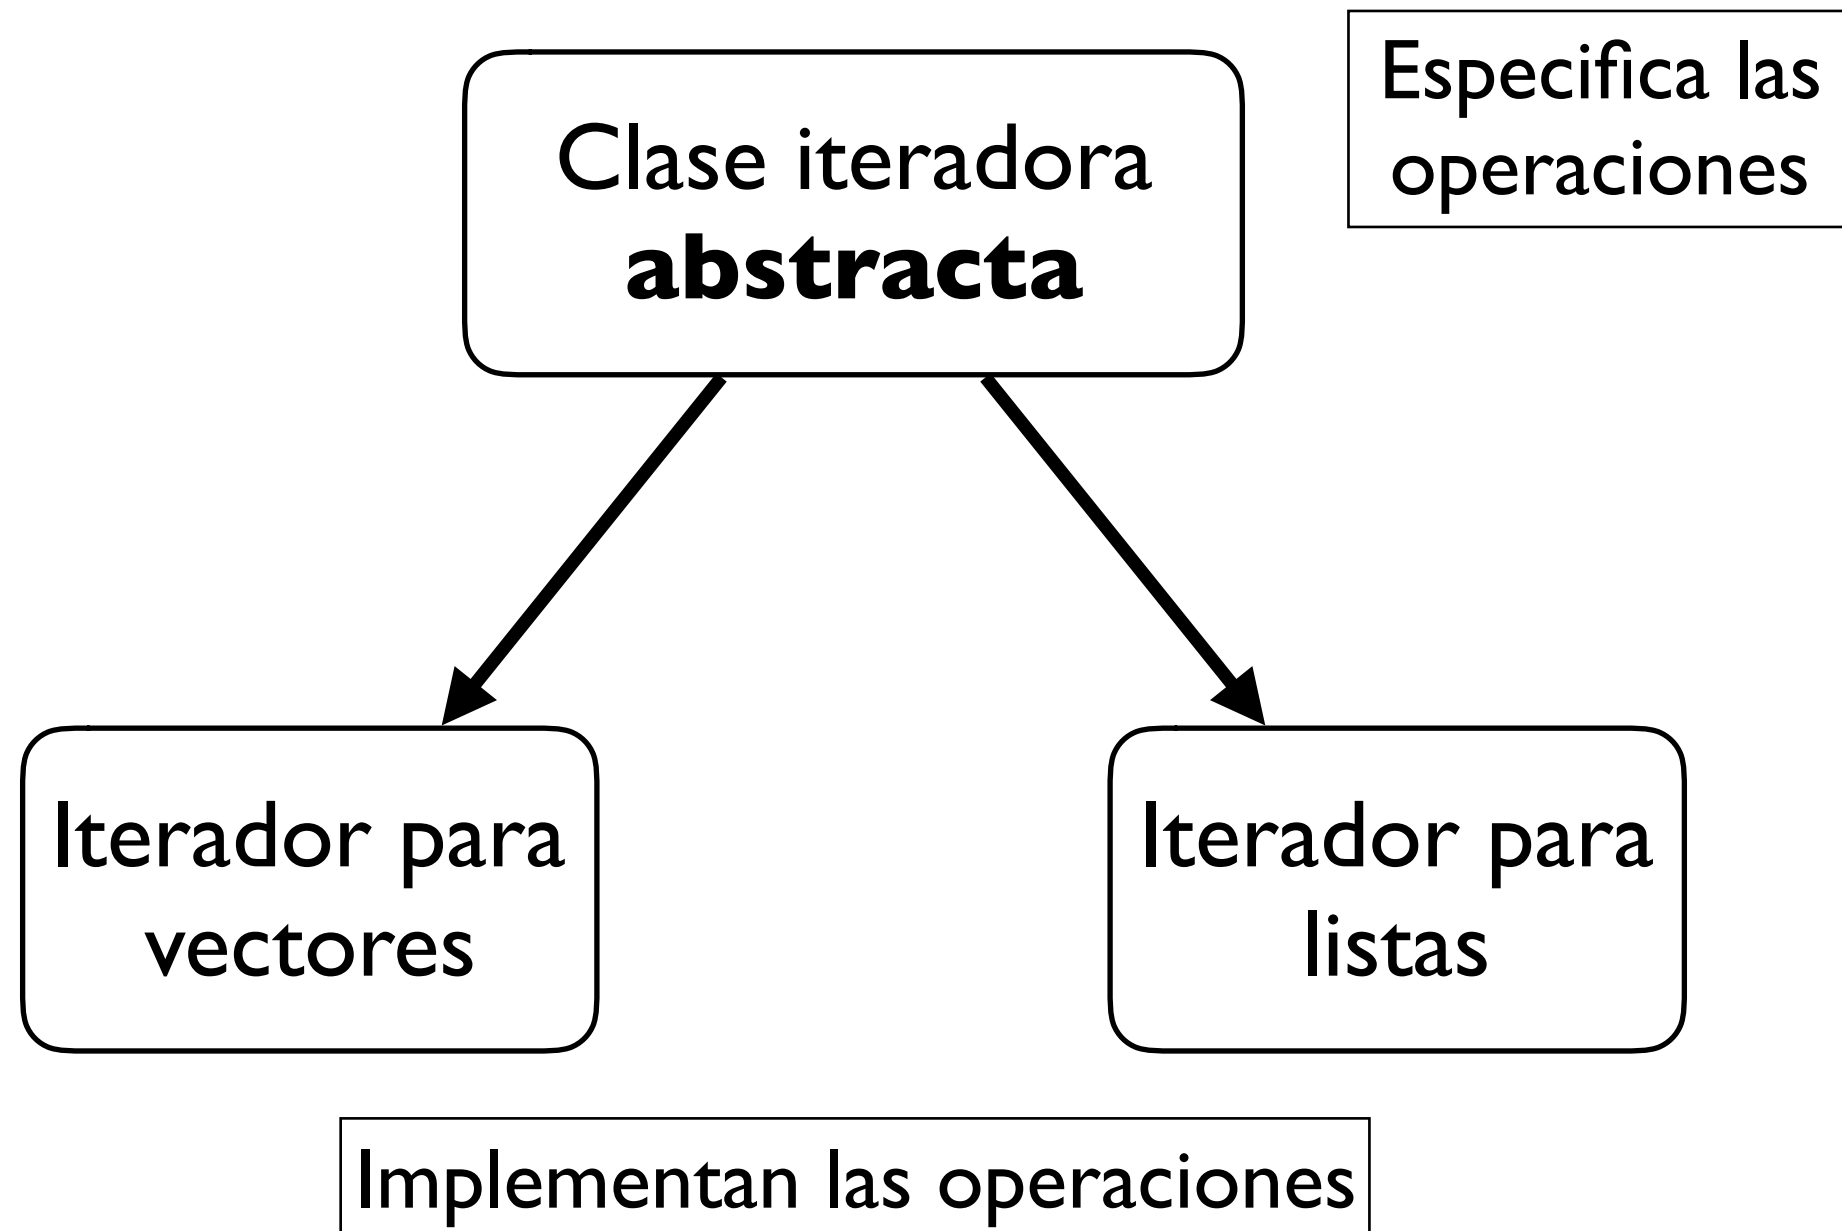 Especifica las
operaciones
Clase iteradora
abstracta
Iterador para
vectores
Iterador para
listas
Implementan las operaciones